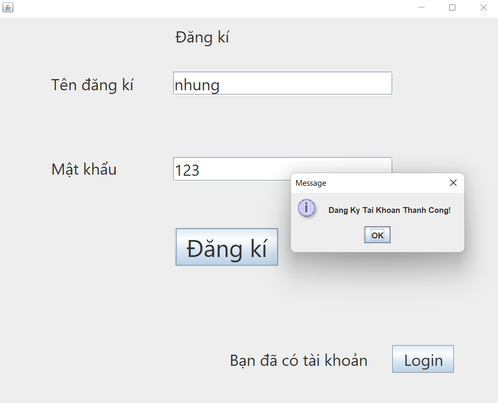 Đăng kí
Tên đăng kí
nhung
Mật khẩu
123
Message
Dang Ky Tai Khoan Thanh Cong!
OK
Đăng kí
Bạn đã có tài khoản
Login